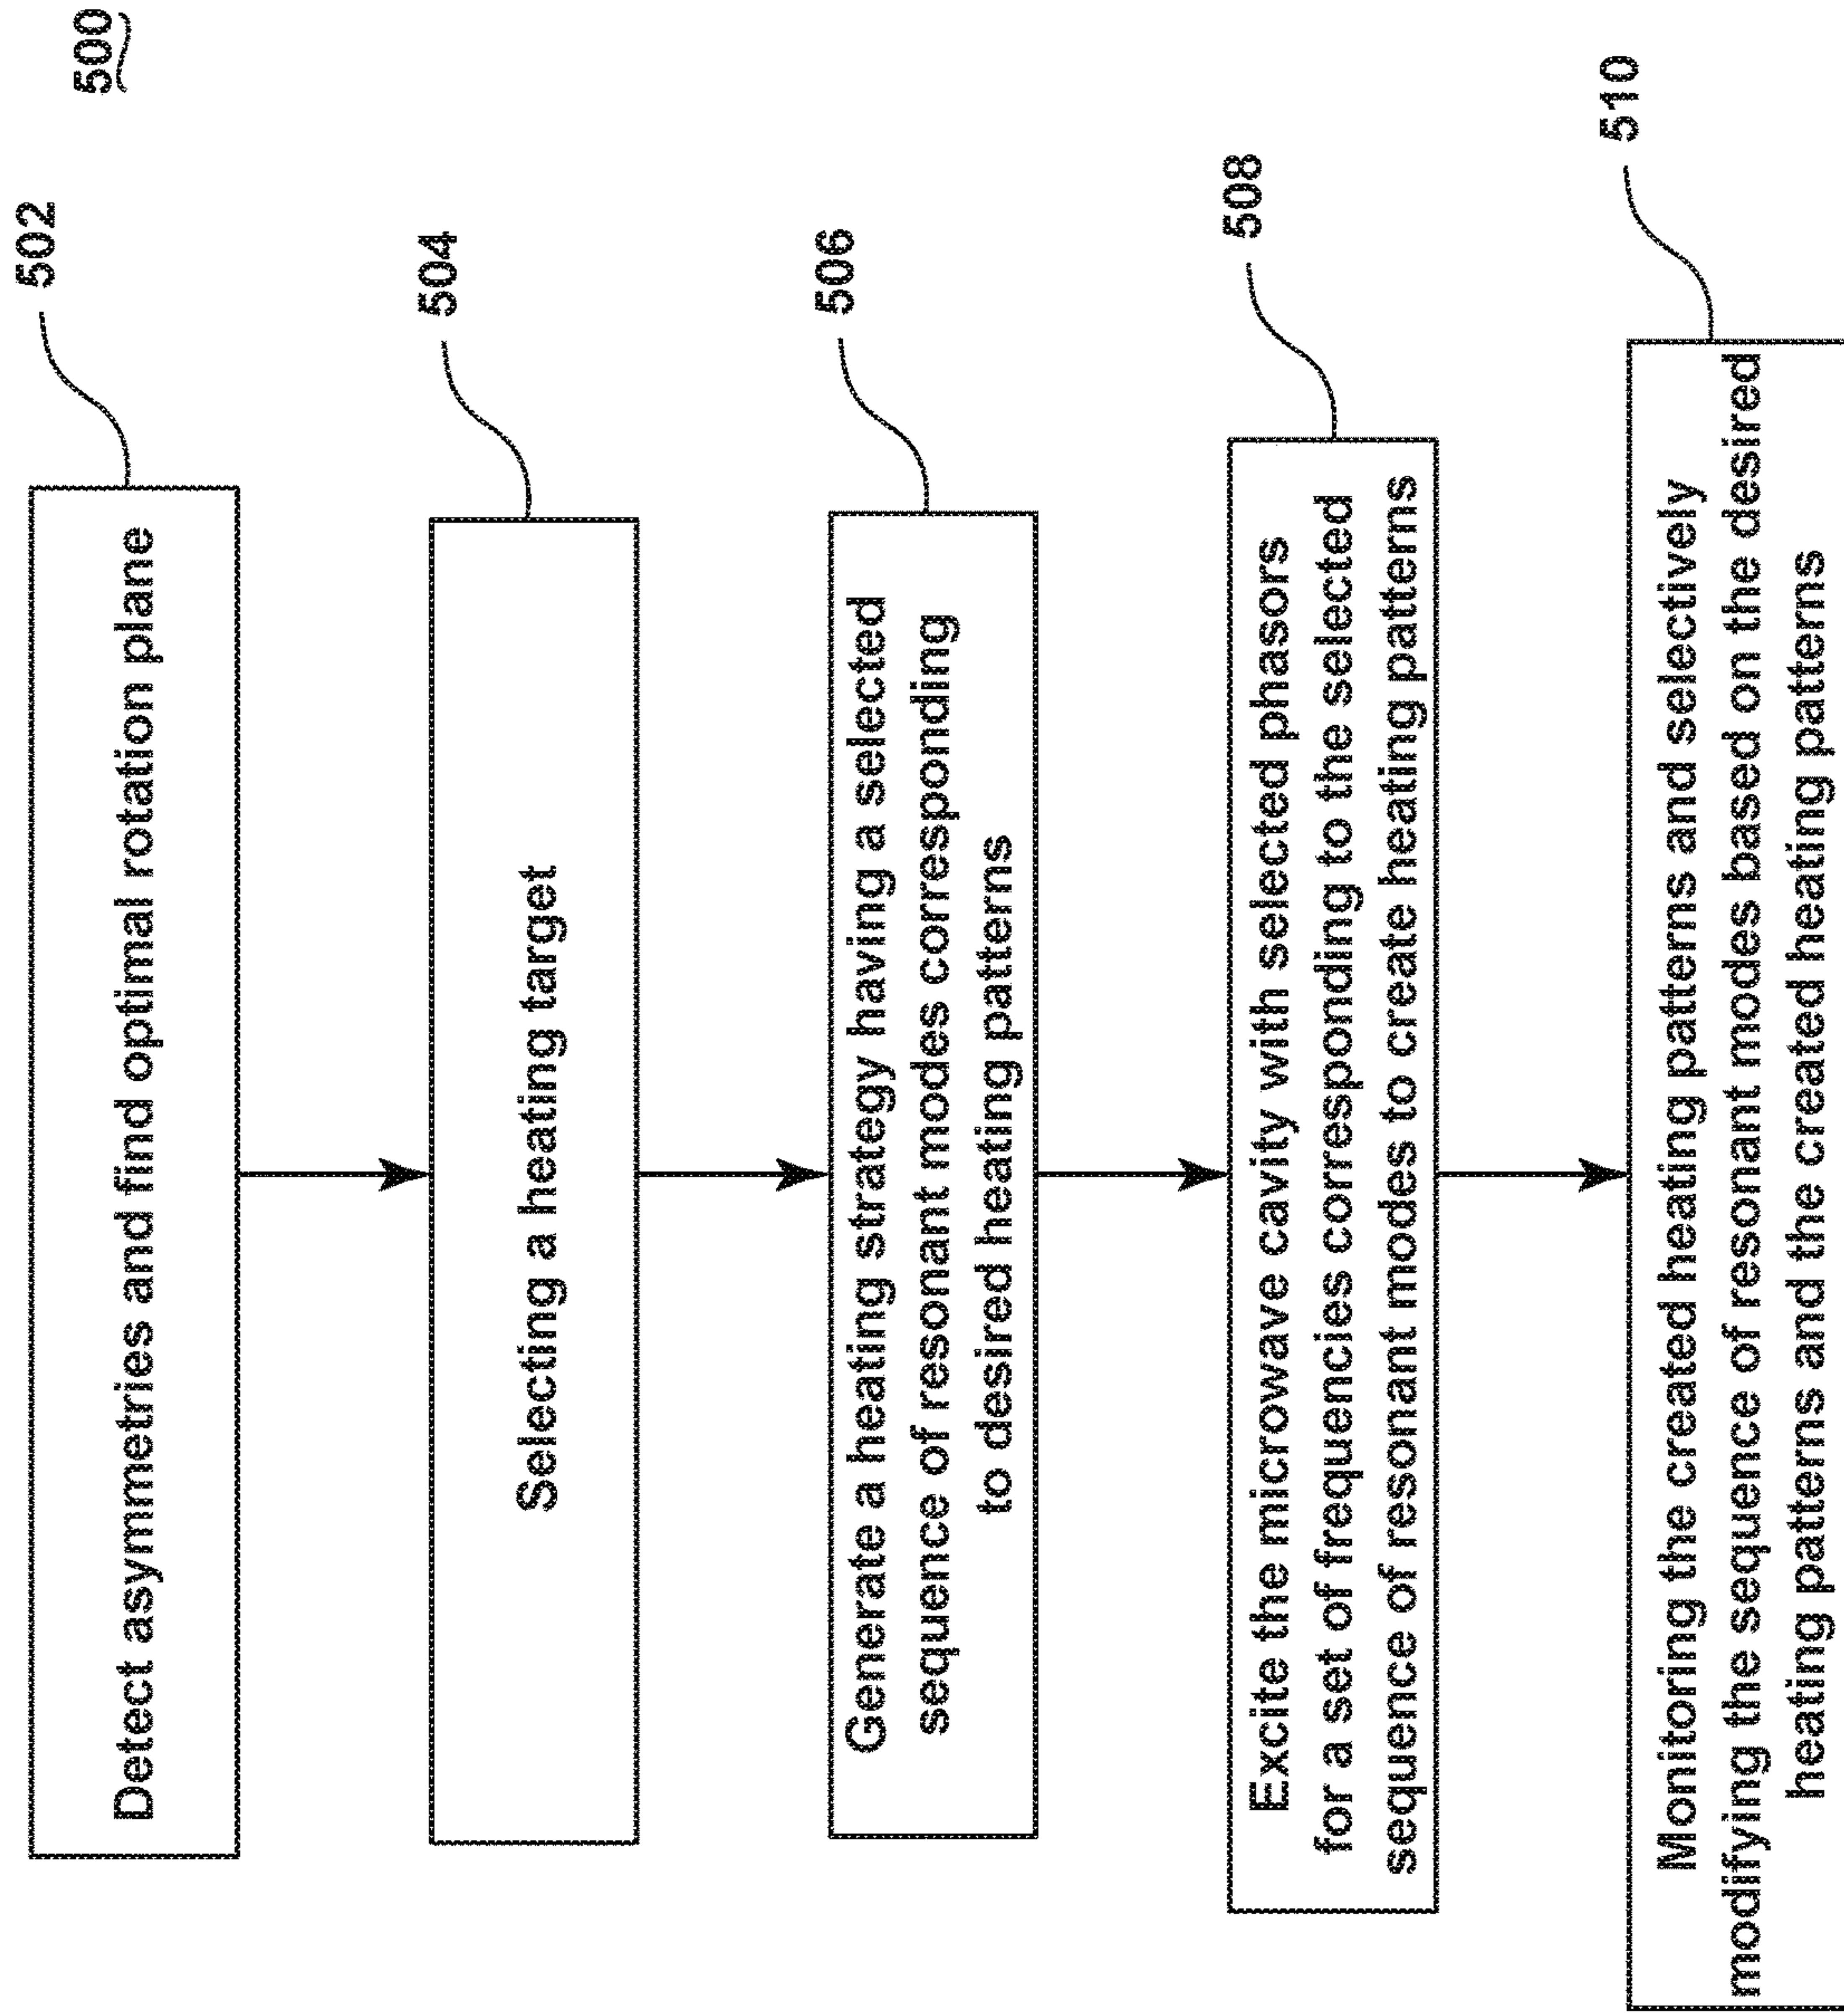 500
502
Detect asymmetries and find optimal rotation plane
504
Selecting a heating target
506
Generate a heating strategy having a selected
sequence of resonant modes corresponding
to desired heating patterns
508
Excite the microwave cavity with selected phasors
for a set of frequencies corresponding to the selected
sequence of resonant modes to create heating patterns
510
Monitoring the created heating patterns and selectively
modifying the sequence of resonant modes based on the desired
heating patterns and the created heating patterns